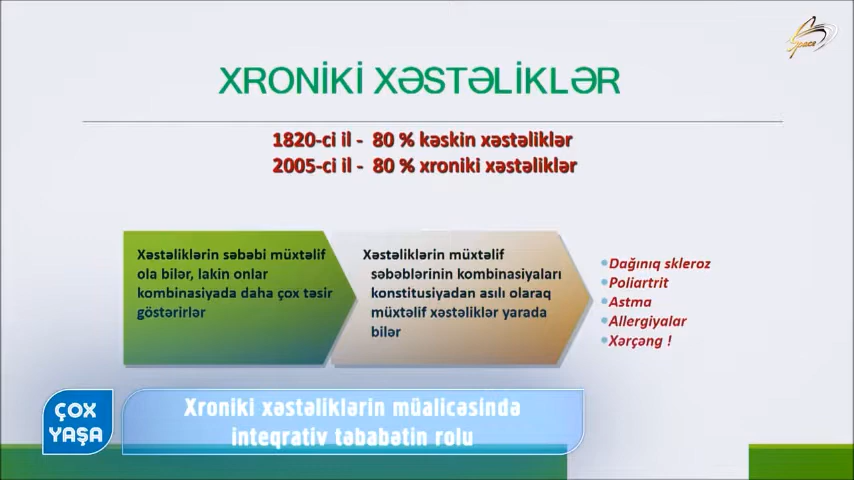 Space
XRONİKİ XƏSTƏLİKLƏR
1820-ci il - 80 % kəskin xəstəliklər
2005-ci il - 80 % xroniki xəstəliklər
Xəstəliklərin səbəbi müxtəlif
ola bilər, lakin onlar
kombinasiyada daha çox təsir
göstərirlər
Xəstəliklərin müxtəlif
səbəblərinin kombinasiyaları
konstitusiyadan asılı olaraq
müxtəlif xəstəliklər yarada
bilər
•Dağınıq skleroz
•Poliartrit
•Astma
•Allergiyalar
•Xərçəng !
ÇOX
YAŞA
Xroniki xəstəliklərin müalicəsində
inteqrativ təbabətin rolu